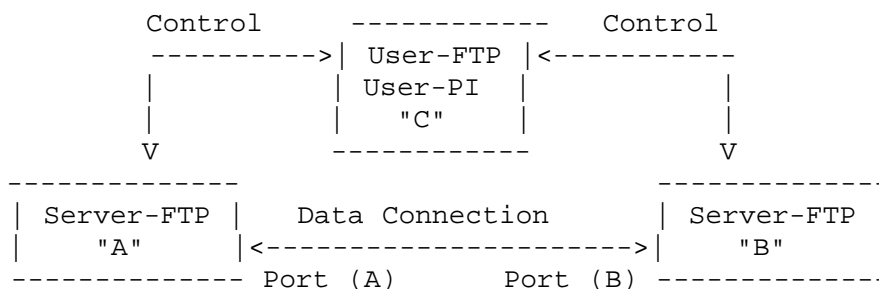 Control ------------ Control
---------->| User-FTP |<-----------
| | User-PI | |
| | "C" | |
V ------------ V
-------------- --------------
| Server-FTP | Data Connection | Server-FTP
| "A" |<---------------------->| "B"
-------------- Port (A) Port (B) --------------